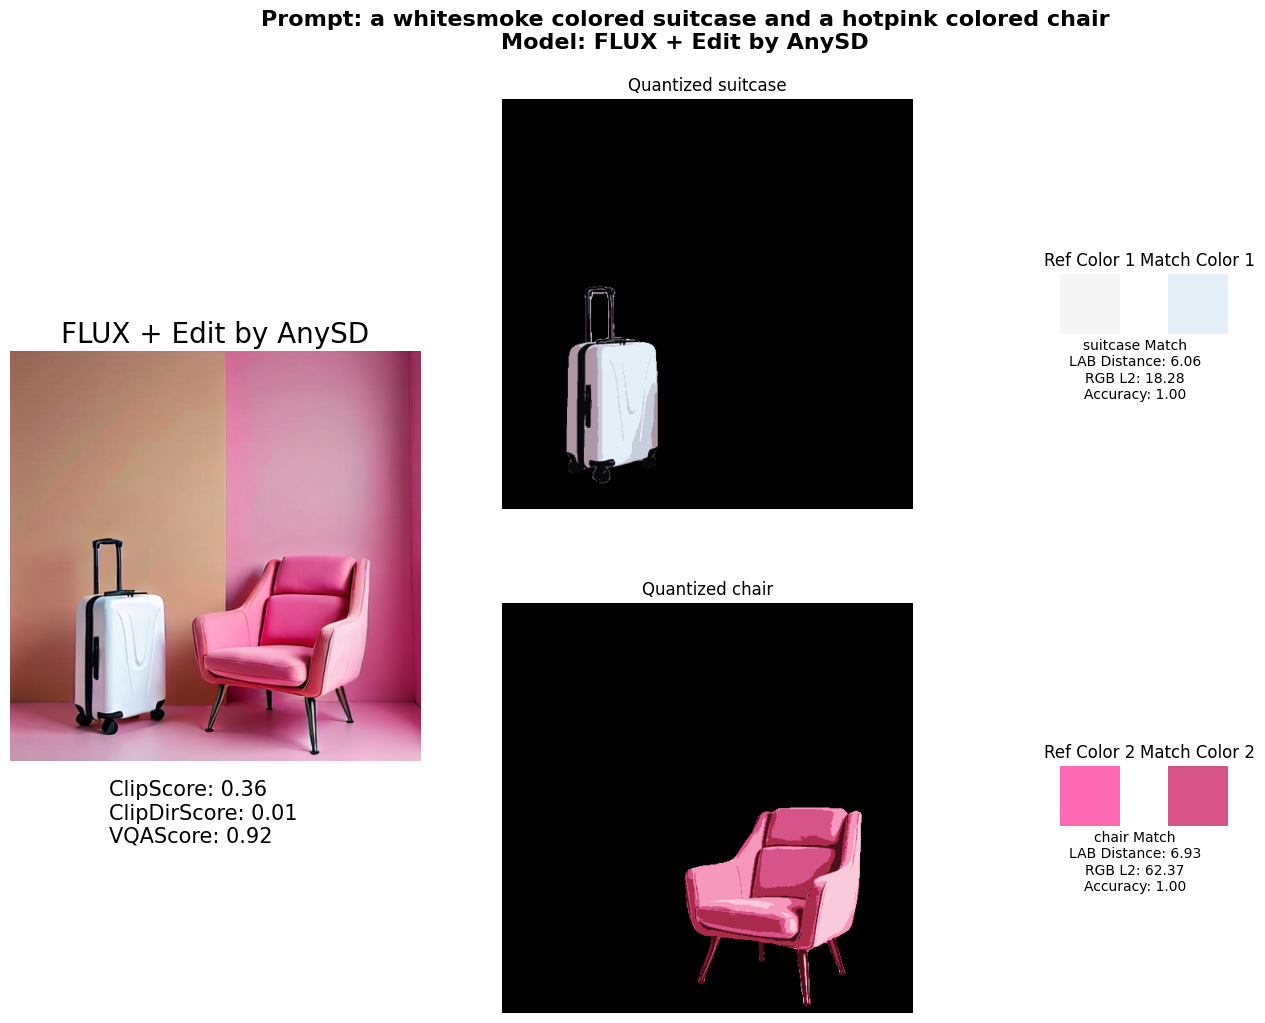 Prompt: a whitesmoke colored suitcase and a hotpink colored chair
Model: FLUX + Edit by AnySD
FLUX + Edit by AnySD
ClipScore: 0.36
ClipDirScore: 0.01
VQAScore: 0.92
Quantized suitcase
Ref Color 1 Match Color 1
suitcase Match
LAB Distance: 6.06
RGB L2: 18.28
Accuracy: 1.00
Quantized chair
Ref Color 2 Match Color 2
chair Match
LAB Distance: 6.93
RGB L2: 62.37
Accuracy: 1.00